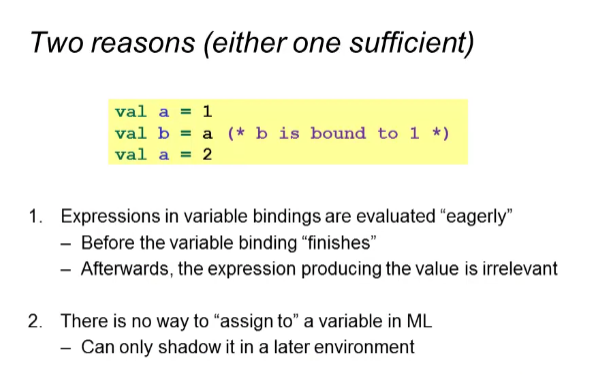 Two reasons (either one sufficient)
val a = 1
val b = a (* b is bound to 1 *)
val a = 2
1. Expressions in variable bindings are evaluated “eagerly”
– Before the variable binding “finishes”
– Afterwards, the expression producing the value is irrelevant
2. There is no way to “assign to” a variable in ML
– Can only shadow it in a later environment